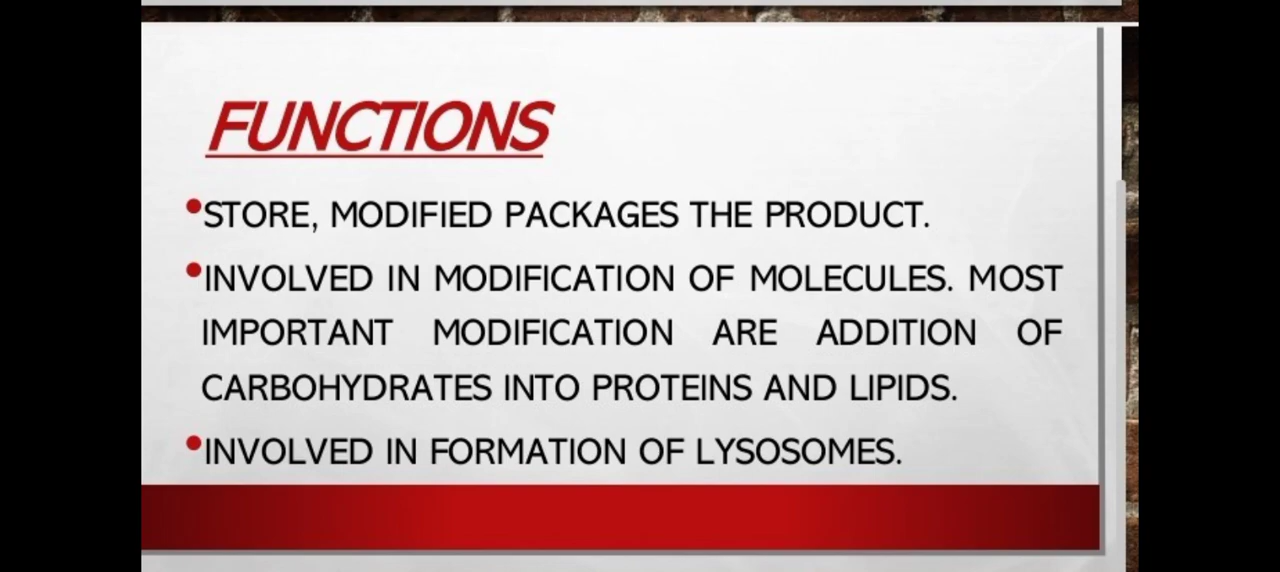 FUNCTIONS
•STORE, MODIFIED PACKAGES THE PRODUCT.
•INVOLVED IN MODIFICATION OF MOLECULES. MOST
IMPORTANT MODIFICATION ARE ADDITION OF
CARBOHYDRATES INTO PROTEINS AND LIPIDS.
•INVOLVED IN FORMATION OF LYSOSOMES.